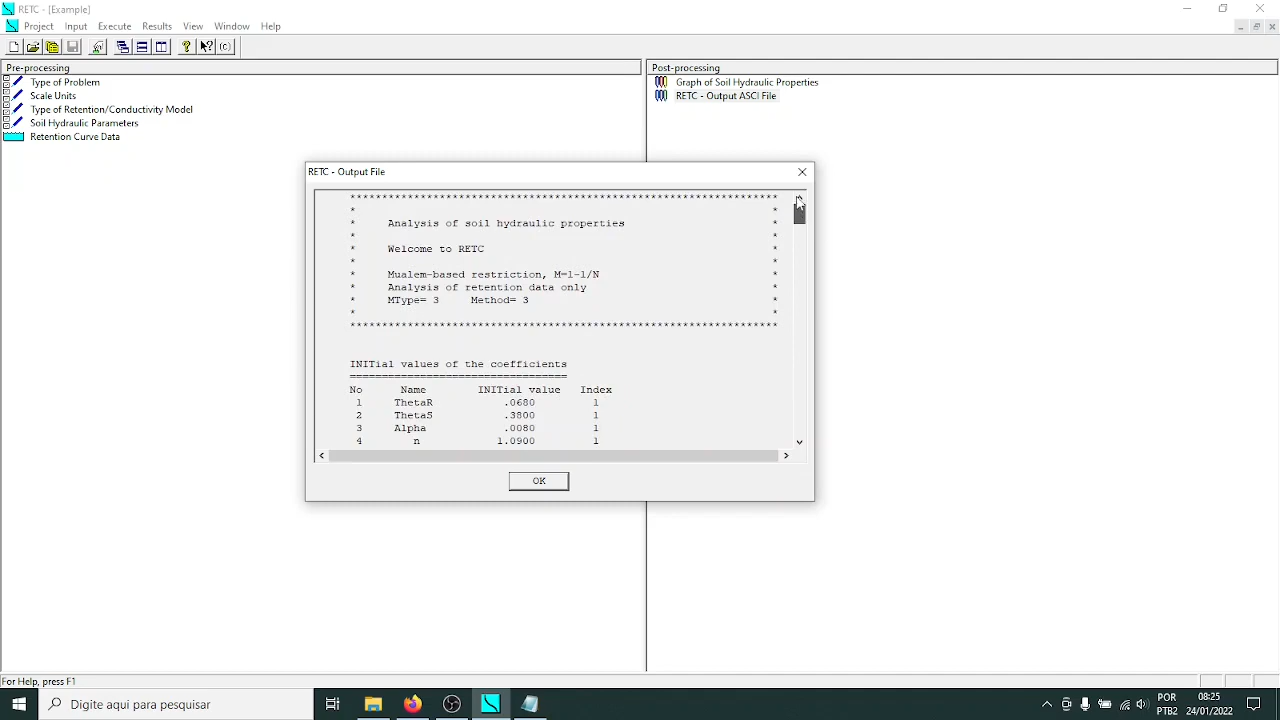 RETC - [Example]
Project Input Execute Results View Window Help
Pre-processing
Type of Problem
Scale Units
Type of Retention/Conductivity Model
Soil Hydraulic Parameters
Retention Curve Data
Post-processing
Graph of Soil Hydraulic Properties
RETC - Output ASCI File
RETC - Output File
*******************************************************************
* *
* Analysis of soil hydraulic properties *
* *
* Welcome to RETC *
* *
* Mualem-based restriction, M=1-1/N *
* Analysis of retention data only *
* MType= 3 Method= 3 *
* *
*******************************************************************
INITial values of the coefficients
==================================
No Name INITial value Index
1 ThetaR .0680 1
2 ThetaS .3800 1
3 Alpha .0080 1
4 n 1.0900 1
OK
For Help, press F1
Digite aqui para pesquisar
POR
PTB2
08:25
24/01/2022